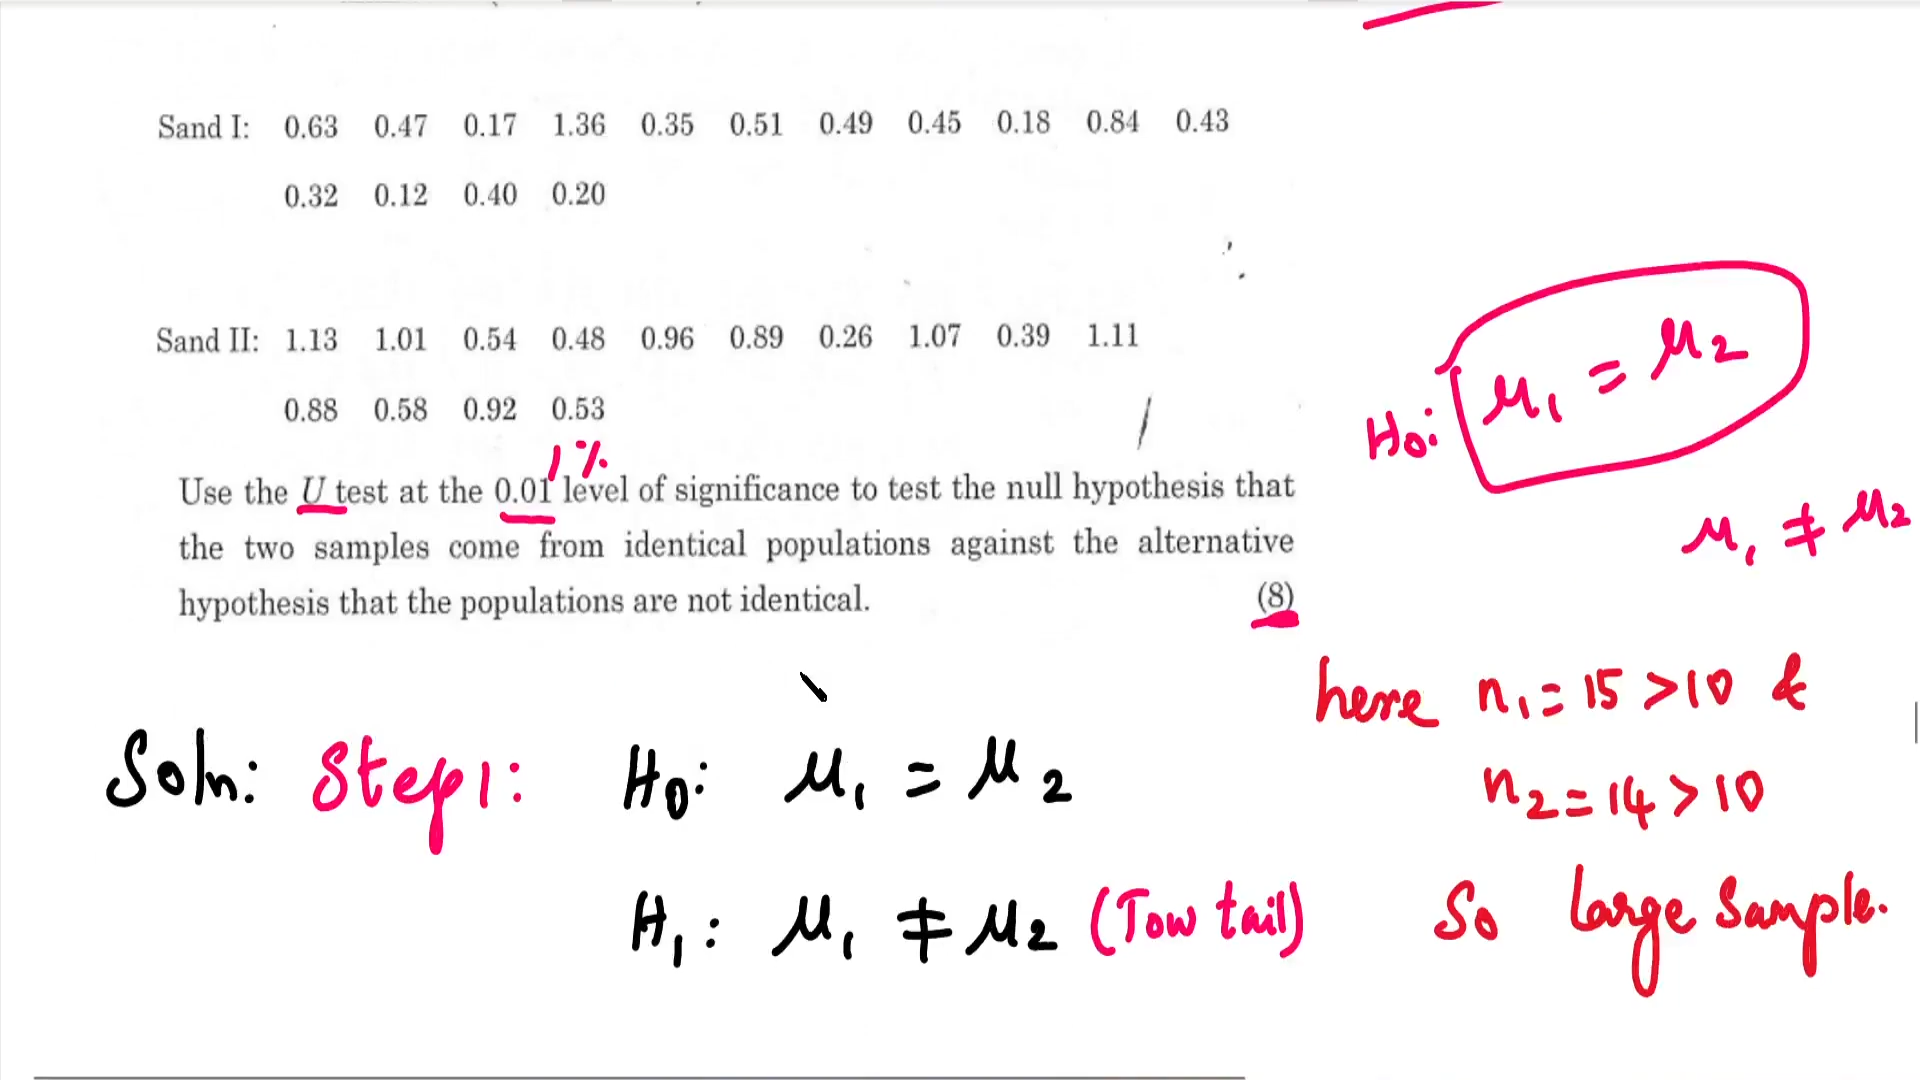 Sand I: 0.63 0.47 0.17 1.36 0.35 0.51 0.49 0.45 0.18 0.84 0.43
0.32 0.12 0.40 0.20
Sand II: 1.13 1.01 0.54 0.48 0.96 0.89 0.26 1.07 0.39 1.11
0.88 0.58 0.92 0.53
1%
Use the U test at the 0.01 level of significance to test the null hypothesis that
the two samples come from identical populations against the alternative
hypothesis that the populations are not identical. (8)
H0: μ1 = μ2
μ1 ≠ μ2
here n1 = 15 > 10 &
n2 = 14 > 10
So large Sample.
Soln: Step1: H0: μ1 = μ2
H1: μ1 ≠ μ2 (Tow tail)